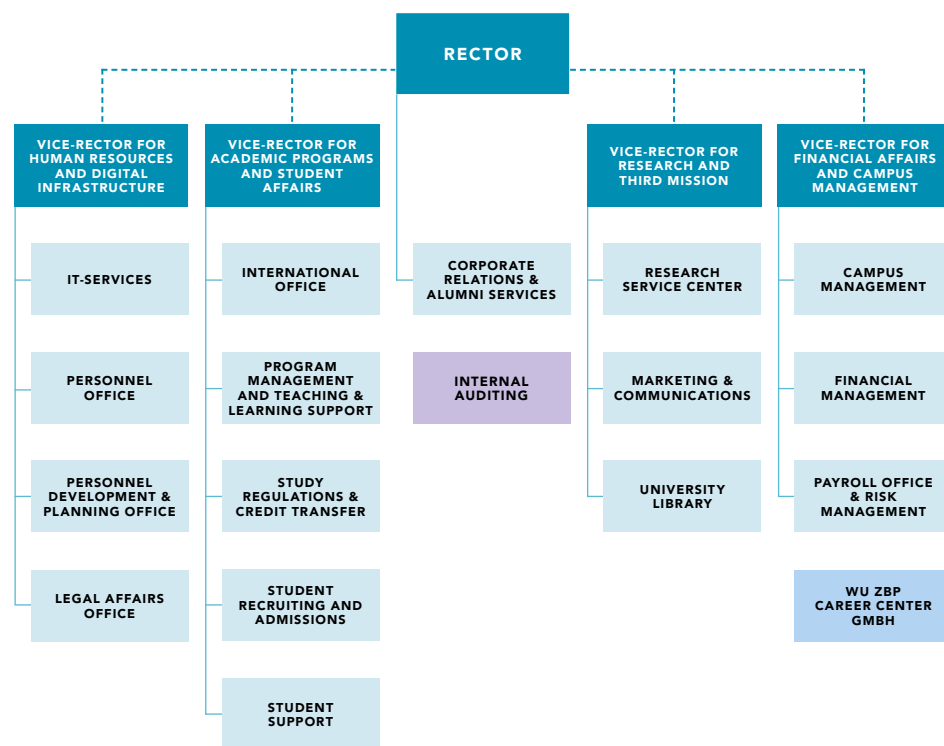 RECTOR
VICE-RECTOR FOR
HUMAN RESOURCES
AND DIGITAL
INFRASTRUCTURE
IT-SERVICES
PERSONNEL
OFFICE
PERSONNEL
DEVELOPMENT &
PLANNING OFFICE
LEGAL AFFAIRS
OFFICE
VICE-RECTOR FOR
ACADEMIC PROGRAMS
AND STUDENT
AFFAIRS
INTERNATIONAL
OFFICE
PROGRAM
MANAGEMENT
AND TEACHING &
LEARNING SUPPORT
STUDY
REGULATIONS &
CREDIT TRANSFER
STUDENT
RECRUITING AND
ADMISSIONS
STUDENT
SUPPORT
CORPORATE
RELATIONS &
ALUMNI SERVICES
INTERNAL
AUDITING
VICE-RECTOR FOR
RESEARCH AND
THIRD MISSION
RESEARCH
SERVICE CENTER
MARKETING &
COMMUNICATIONS
UNIVERSITY
LIBRARY
VICE-RECTOR FOR
FINANCIAL AFFAIRS
AND CAMPUS
MANAGEMENT
CAMPUS
MANAGEMENT
FINANCIAL
MANAGEMENT
PAYROLL OFFICE
& RISK
MANAGEMENT
WU ZBP
CAREER CENTER
GMBH